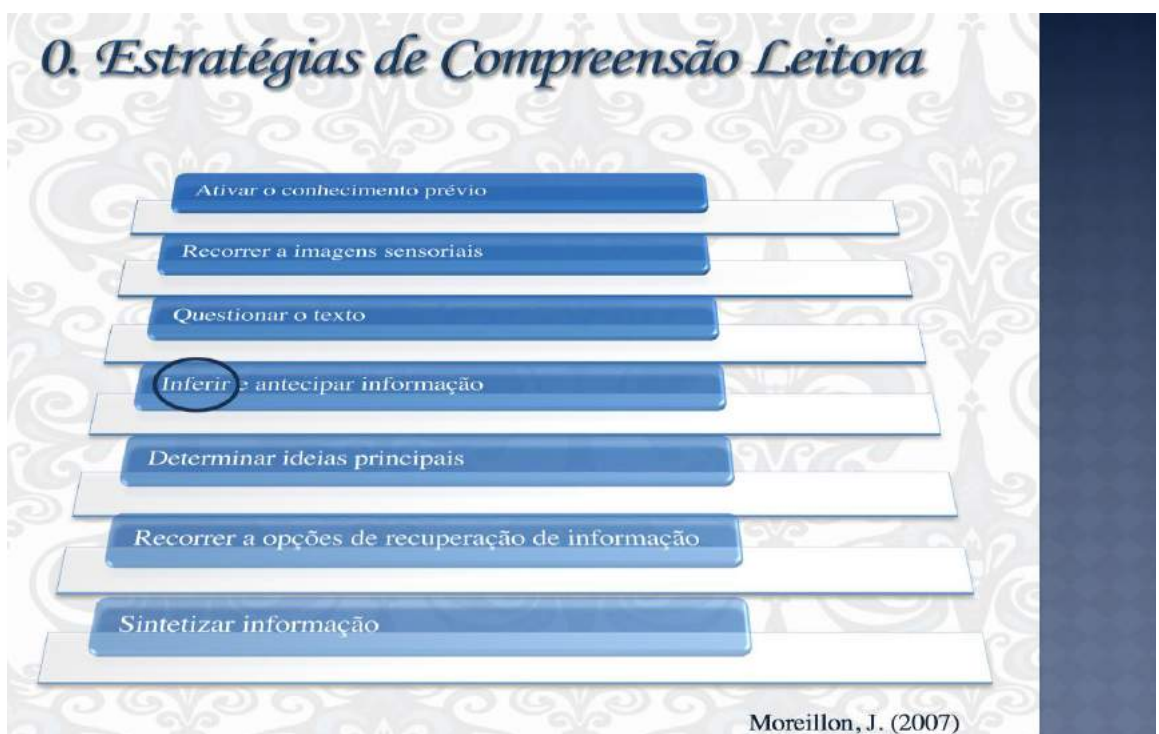 0. Estratégias de Compreensão Leitora
Ativar o conhecimento prévio
Recorrer a imagens sensoriais
Questionar o texto
Inferir e antecipar informação
Determinar ideias principais
Recorrer a opções de recuperação de informação
Sintetizar informação
Moreillon, J. (2007)